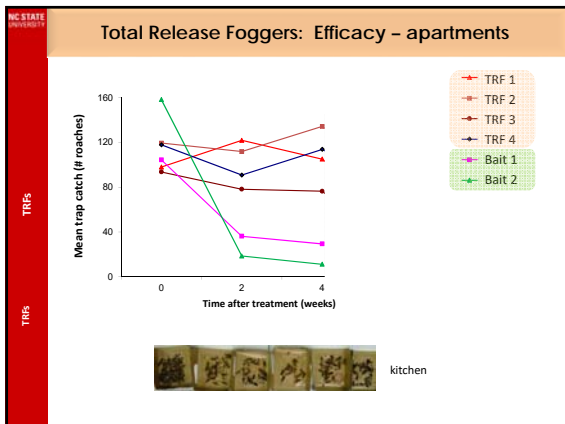 NC STATE
UNIVERSITY
Total Release Foggers: Efficacy – apartments
TRFs
TRFs
Mean trap catch (# roaches)
160
120
80
40
0
0 2 4
Time after treatment (weeks)
TRF 1
TRF 2
TRF 3
TRF 4
Bait 1
Bait 2
kitchen